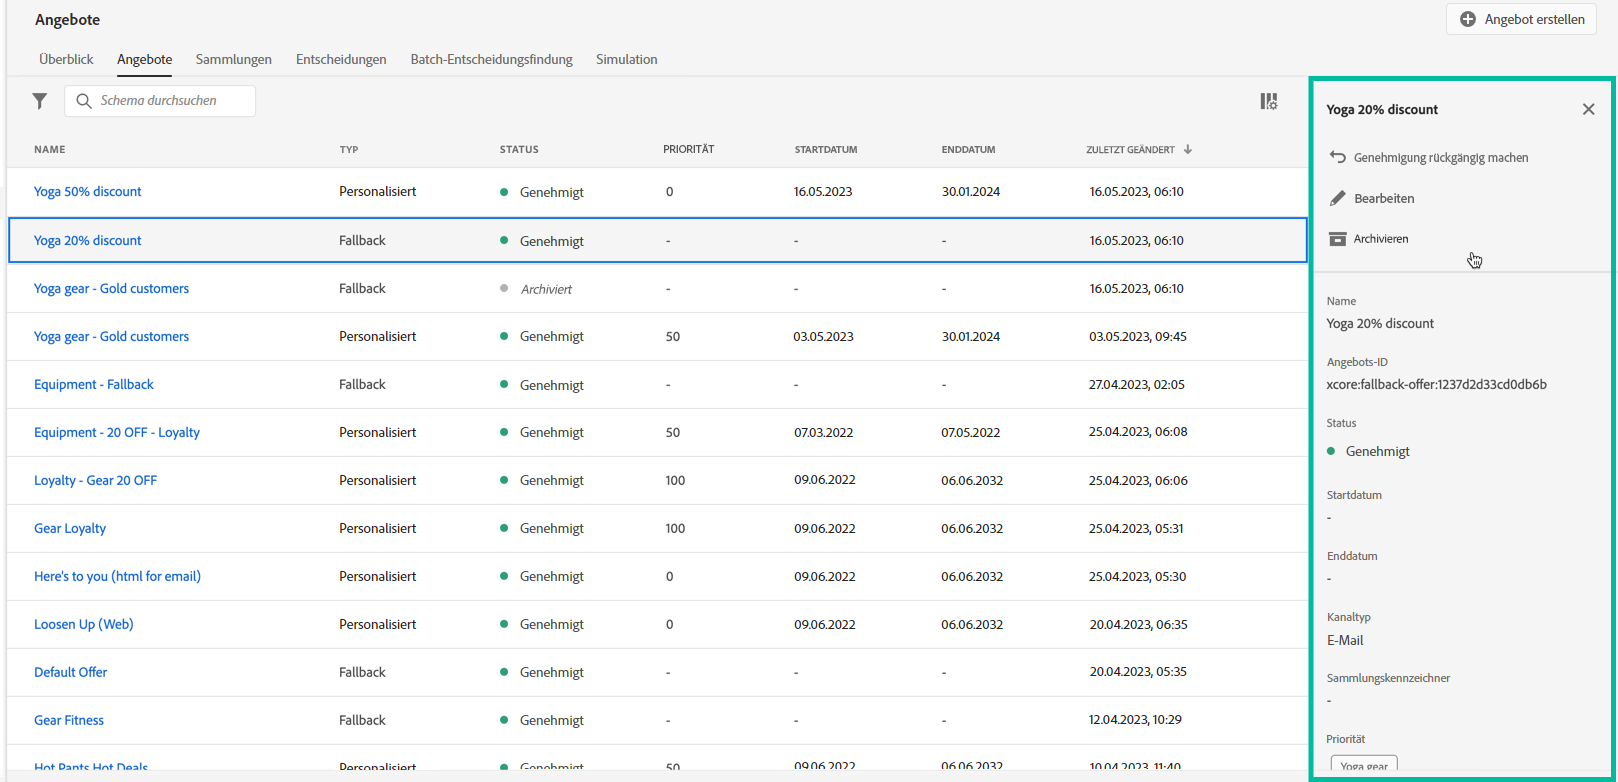 Angebote
Angebot erstellen
Überblick Angebote Sammlungen Entscheidungen Batch-Entscheidungsfindung Simulation
Schema durchsuchen
NAME TYP STATUS PRIORITÄT STARTDATUM ENDDATUM ZULETZT GEÄNDERT
Yoga 50% discount Personalisiert Genehmigt 0 16.05.2023 30.01.2024 16.05.2023, 06:10
Yoga 20% discount Fallback Genehmigt - - - 16.05.2023, 06:10
Yoga gear - Gold customers Fallback Archiviert - - - 16.05.2023, 06:10
Yoga gear - Gold customers Personalisiert Genehmigt 50 03.05.2023 30.01.2024 03.05.2023, 09:45
Equipment - Fallback Fallback Genehmigt - - - 27.04.2023, 02:05
Equipment - 20 OFF - Loyalty Personalisiert Genehmigt 50 07.03.2022 07.05.2022 25.04.2023, 06:08
Loyalty - Gear 20 OFF Personalisiert Genehmigt 100 09.06.2022 06.06.2032 25.04.2023, 06:06
Gear Loyalty Personalisiert Genehmigt 100 09.06.2022 06.06.2032 25.04.2023, 05:31
Here's to you (html for email) Personalisiert Genehmigt 0 09.06.2022 06.06.2032 25.04.2023, 05:30
Loosen Up (Web) Personalisiert Genehmigt 0 09.06.2022 06.06.2032 20.04.2023, 06:35
Default Offer Fallback Genehmigt - - - 20.04.2023, 05:35
Gear Fitness Fallback Genehmigt - - - 12.04.2023, 10:29
Hot Pants Hot Deals Personalisiert Genehmigt 50 09.06.2022 06.06.2032 10.04.2023, 11:40
Yoga 20% discount
Genehmigung rückgängig machen
Bearbeiten
Archivieren
Name
Yoga 20% discount
Angebots-ID
xcore:fallback-offer:1237d2d33cd0db6b
Status
Genehmigt
Startdatum
-
Enddatum
-
Kanaltyp
E-Mail
Sammlungskennzeichner
-
Priorität
Yoga gear